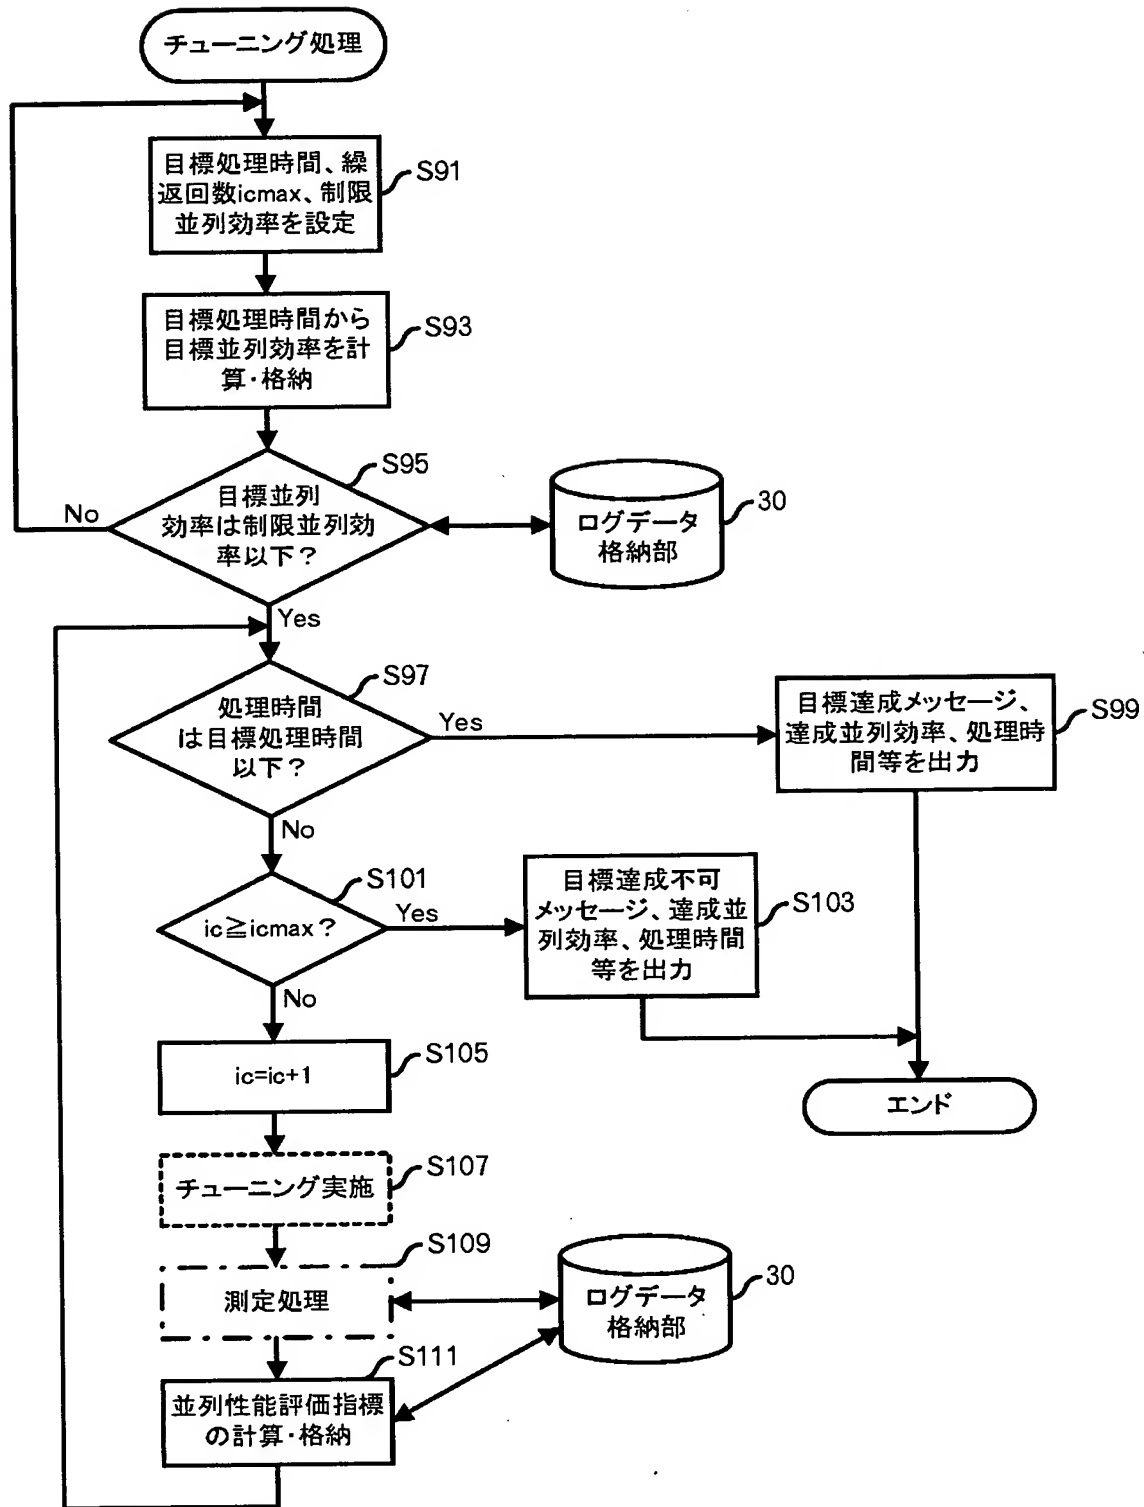 チューニング処理
目標処理時間、繰
返回数icmax、制限
並列効率を設定
S91
目標処理時間から
目標並列効率を計
算・格納
S93
目標並列
効率は制限並列効
率以下？
S95
No
Yes
ログデータ
格納部
30
処理時間
は目標処理時間
以下？
S97
Yes
No
目標達成メッセージ、
達成並列効率、処理時
間等を出力
S99
ic≧icmax？
S101
Yes
No
目標達成不可
メッセージ、達成並
列効率、処理時間
等を出力
S103
ic=ic+1
S105
エンド
チューニング実施
S107
測定処理
S109
ログデータ
格納部
30
並列性能評価指標
の計算・格納
S111